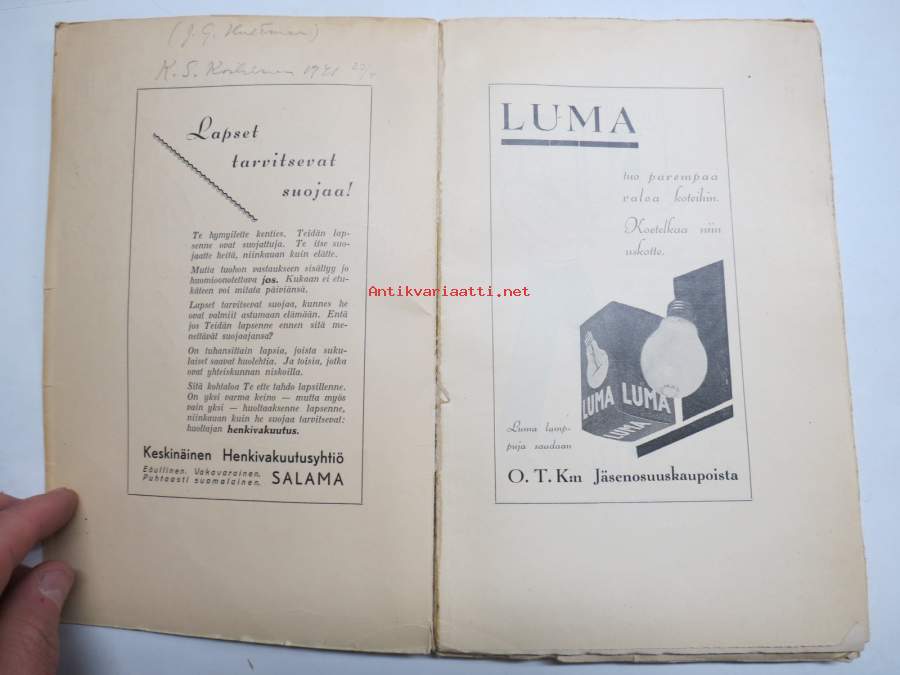 (J. G. Hultman)
K. S. 1941
Lapset
tarvitsevat
suojaa!
Te hymyilette kenties. Teidän lap-
senne ovat suojattuja. Te itse suo-
jaatte heitä, niinkauan kuin elätte.
Mutta tuohon vastaukseen sisältyy jo
huomioonotettava jos. Kukaan ei etu-
käteen voi mitata päiviänsä.
Lapset tarvitsevat suojaa, kunnes he
ovat valmiit astumaan elämään. Entä
jos Teidän lapsenne ennen sitä me-
nettävät suojaajansa?
On tuhansittain lapsia, joista suku-
laiset saavat huolehtia. Ja toisia, jotka
ovat yhteiskunnan niskoilla.
Sitä kohtaloa Te ette tahdo lapsillenne.
On yksi varma keino — mutta myös
vain yksi — huoltaaksenne lapsenne,
niinkauan kuin he suojaa tarvitsevat:
huoltajan henkivakuutus.
Keskinäinen Henkivakuutusyhtiö
Edullinen. Vakavarainen.
Puhtaasti suomalainen. SALAMA
LUMA
tuo parempaa
valoa koteihin.
Koetelkaa niin
uskotte.
Antikvariaatti.net
LUMA LUMA
LUMA
Luma lamp-
puja saadaan
O. T. K:n Jäsenosuuskaupoista